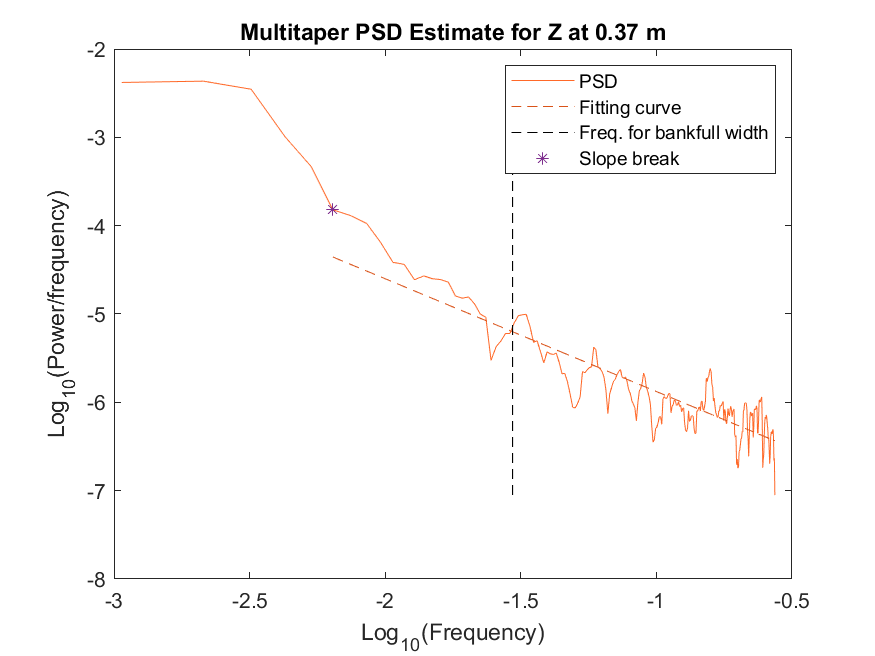 Multitaper PSD Estimate for Z at 0.37 m
PSD
Fitting curve
Freq. for bankfull width
Slope break
-2
-3
-4
-5
-6
-7
-8
-3
-2.5
-2
-1.5
-1
-0.5
Log10(Power/frequency)
Log10(Frequency)